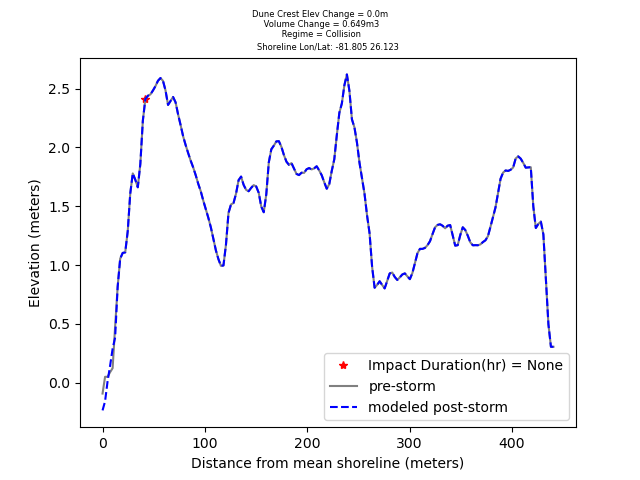 Dune Crest Elev Change = 0.0m
Volume Change = 0.649m3
Regime = Collision
Shoreline Lon/Lat: -81.805 26.123
2.5
2.0
1.5
1.0
0.5
0.0
Elevation (meters)
Impact Duration(hr) = None
pre-storm
modeled post-storm
0
100
200
300
400
Distance from mean shoreline (meters)